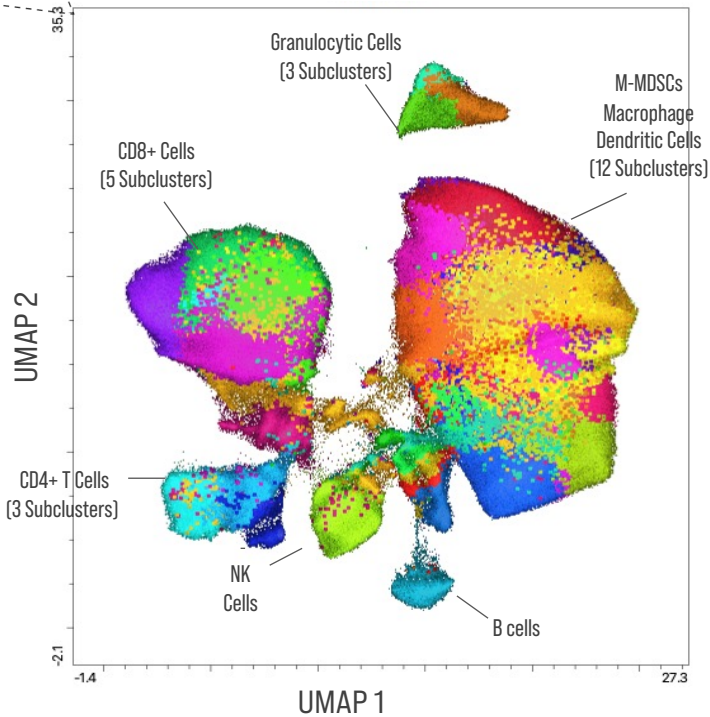 35.3
Granulocytic Cells
(3 Subclusters)
M-MDSCs
Macrophage
Dendritic Cells
(12 Subclusters)
CD8+ Cells
(5 Subclusters)
UMAP 2
CD4+ T Cells
(3 Subclusters)
NK
Cells
B cells
-2.1
-1.4
27.3
UMAP 1